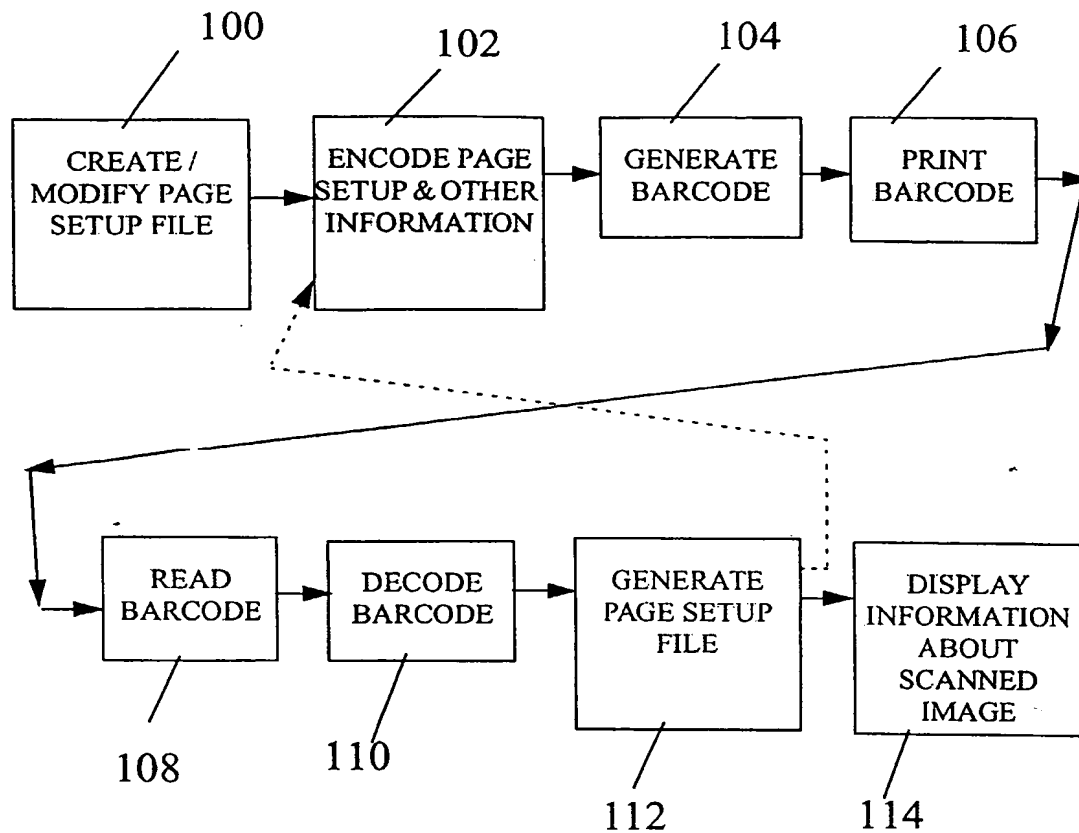 100
102
104
106
CREATE /
MODIFY PAGE
SETUP FILE
ENCODE PAGE
SETUP & OTHER
INFORMATION
GENERATE
BARCODE
PRINT
BARCODE
READ
BARCODE
DECODE
BARCODE
GENERATE
PAGE SETUP
FILE
DISPLAY
INFORMATION
ABOUT
SCANNED
IMAGE
108
110
112
114